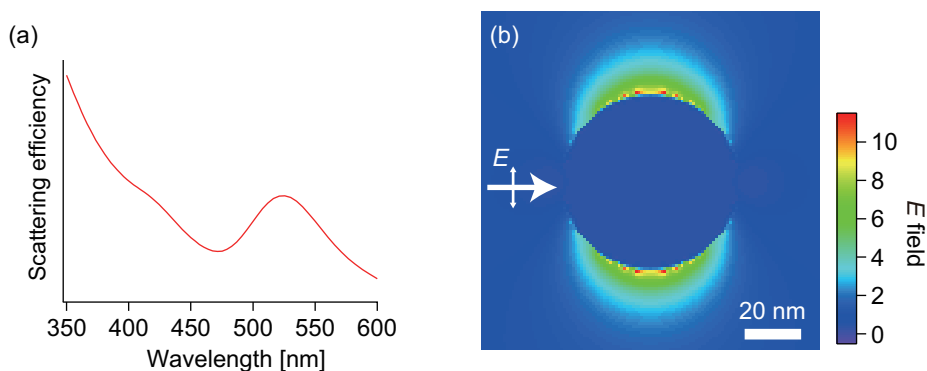 (a)
Scattering efficiency
350
400
450
500
550
600
Wavelength [nm]
(b)
E
20 nm
10
8
6
4
2
0
E field